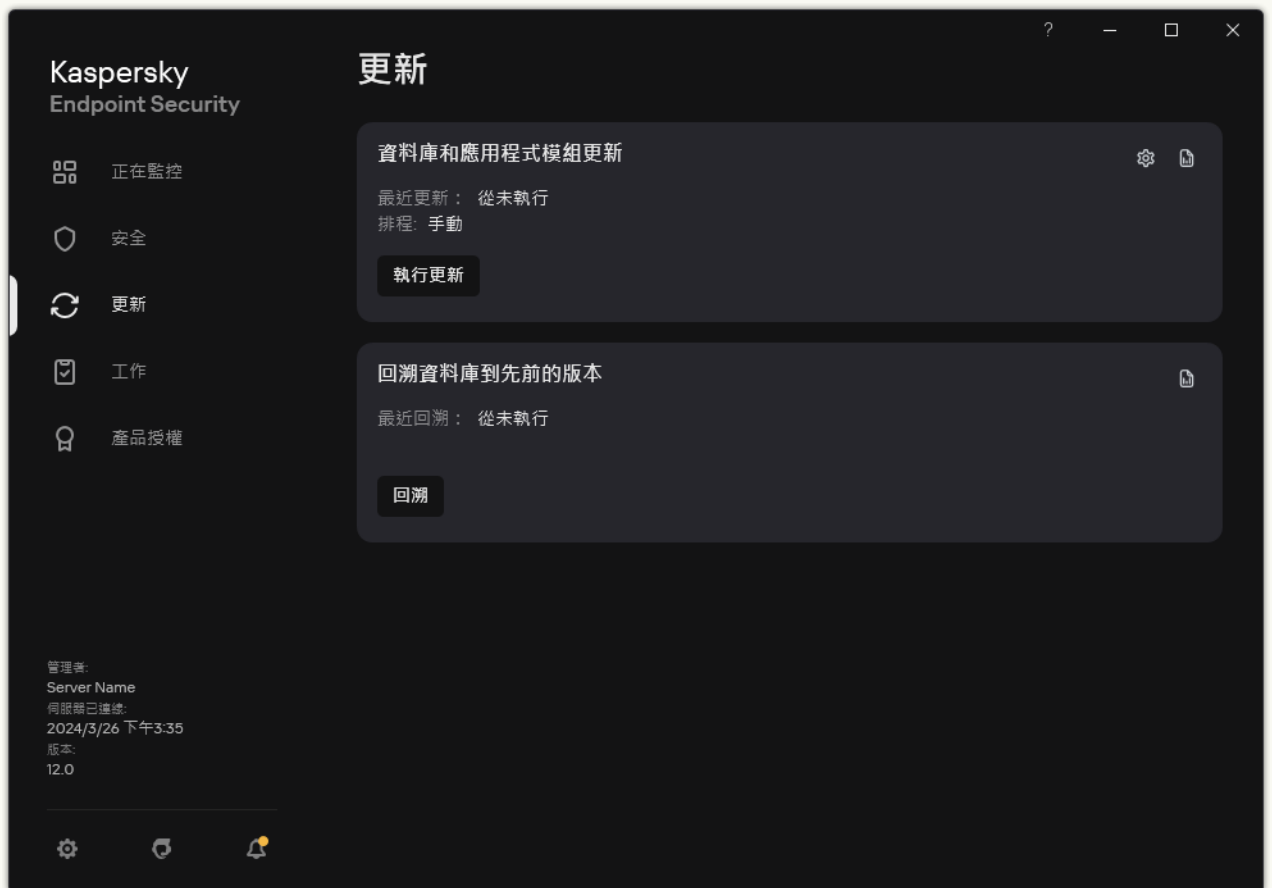 ?
Kaspersky
Endpoint Security
正在監控
安全
更新
工作
產品授權
管理者:
Server Name
伺服器已連線:
2024/3/26 下午3:35
版本:
12.0
更新
資料庫和應用程式模組更新
最近更新： 從未執行
排程: 手動
執行更新
回溯資料庫到先前的版本
最近回溯： 從未執行
回溯